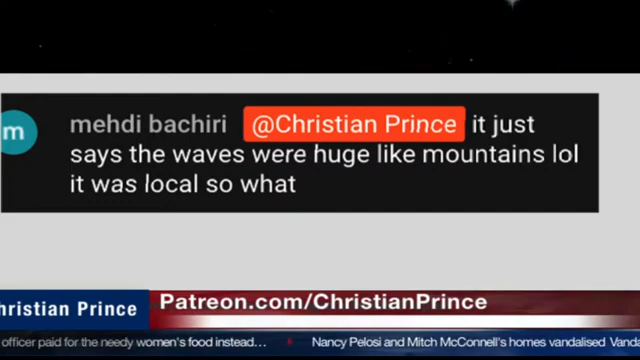 m
mehdi bachiri @Christian Prince it just
says the waves were huge like mountains lol
it was local so what
hristian Prince
Patreon.com/ChristianPrince
officer paid for the needy women's food instead... Nancy Pelosi and Mitch McConnell's homes vandalised Vanda